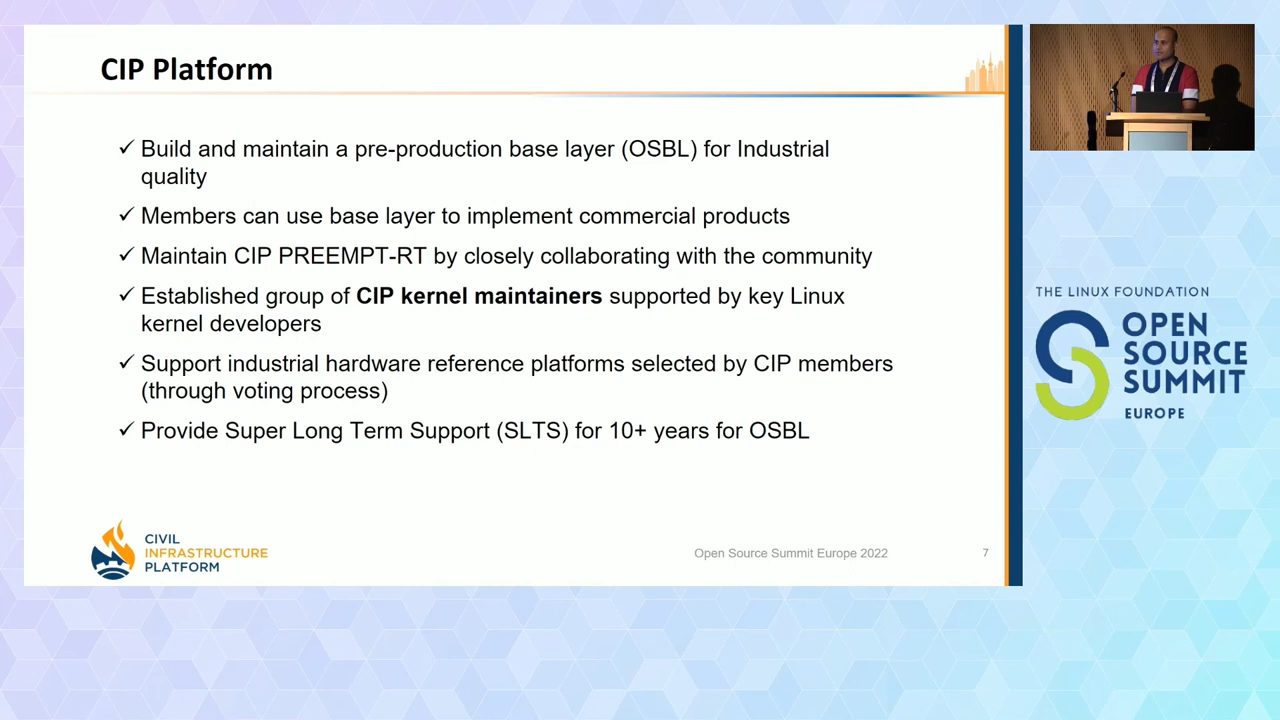 CIP Platform
✓ Build and maintain a pre-production base layer (OSBL) for Industrial
quality
✓ Members can use base layer to implement commercial products
✓ Maintain CIP PREEMPT-RT by closely collaborating with the community
✓ Established group of CIP kernel maintainers supported by key Linux
kernel developers
✓ Support industrial hardware reference platforms selected by CIP members
(through voting process)
✓ Provide Super Long Term Support (SLTS) for 10+ years for OSBL
CIVIL
INFRASTRUCTURE
PLATFORM
Open Source Summit Europe 2022
7
THE LINUX FOUNDATION
OPEN
SOURCE
SUMMIT
EUROPE